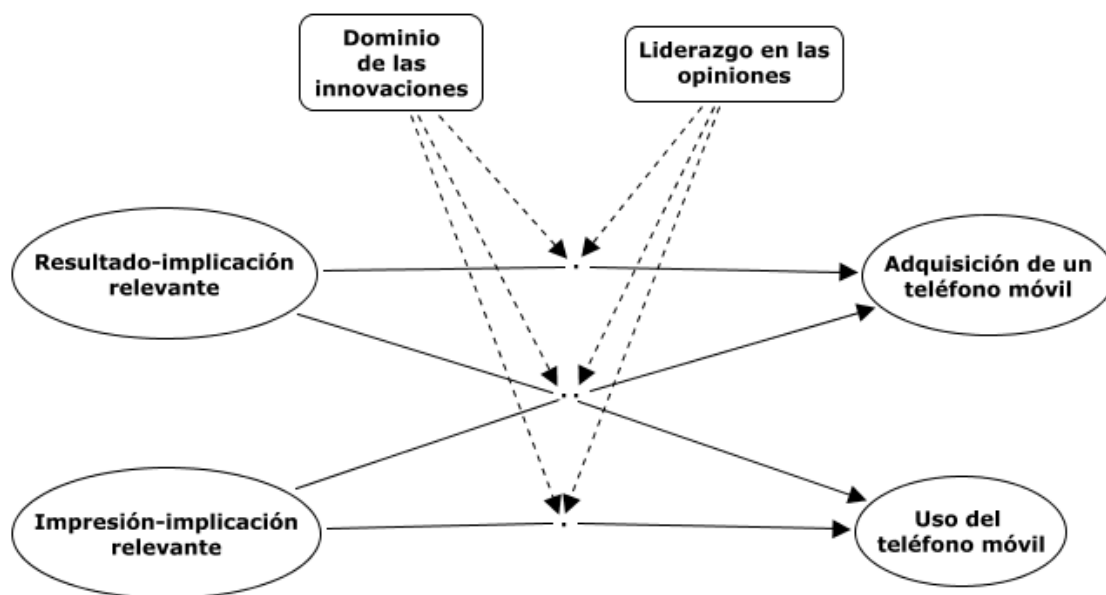 Dominio
de las
innovaciones
Liderazgo en las
opiniones
Resultado-implicación
relevante
Adquisición de un
teléfono móvil
Impresión-implicación
relevante
Uso del
teléfono móvil